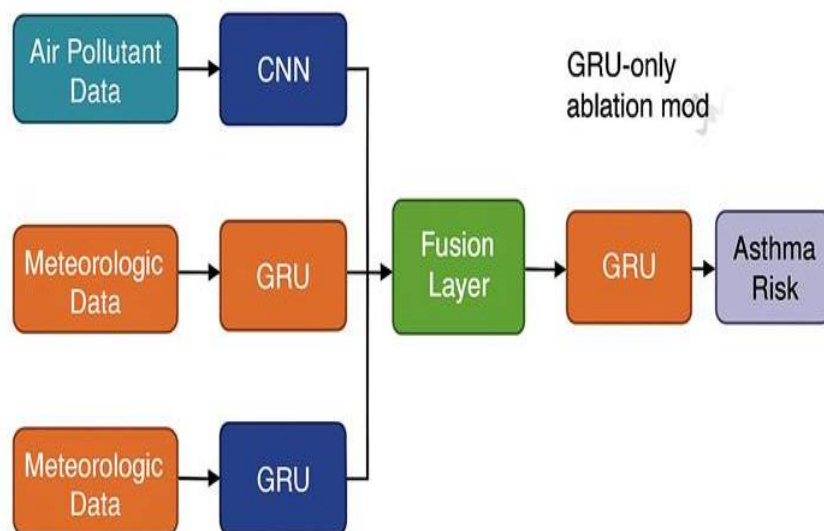 Air Pollutant
Data
CNN
GRU-only
ablation mod
Meteorologic
Data
GRU
Fusion
Layer
GRU
Asthma
Risk
Meteorologic
Data
GRU